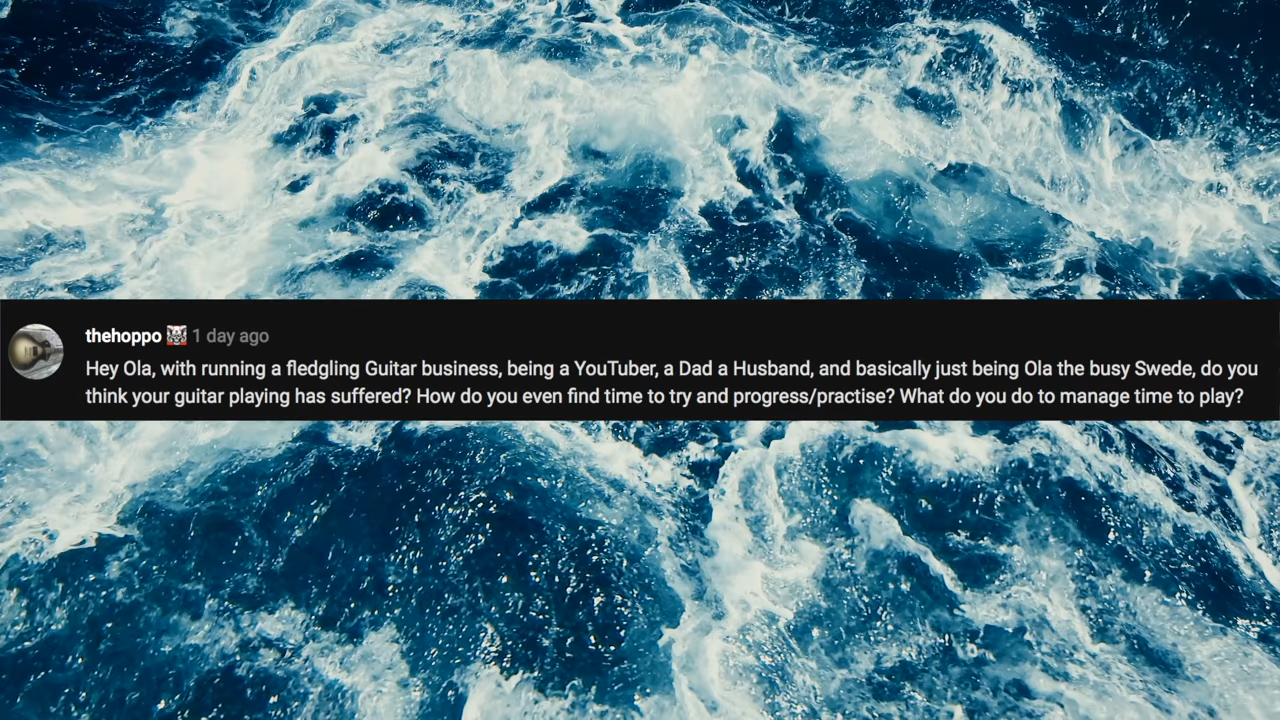 thehoppo 1 day ago
Hey Ola, with running a fledgling Guitar business, being a YouTuber, a Dad a Husband, and basically just being Ola the busy Swede, do you
think your guitar playing has suffered? How do you even find time to try and progress/practise? What do you do to manage time to play?